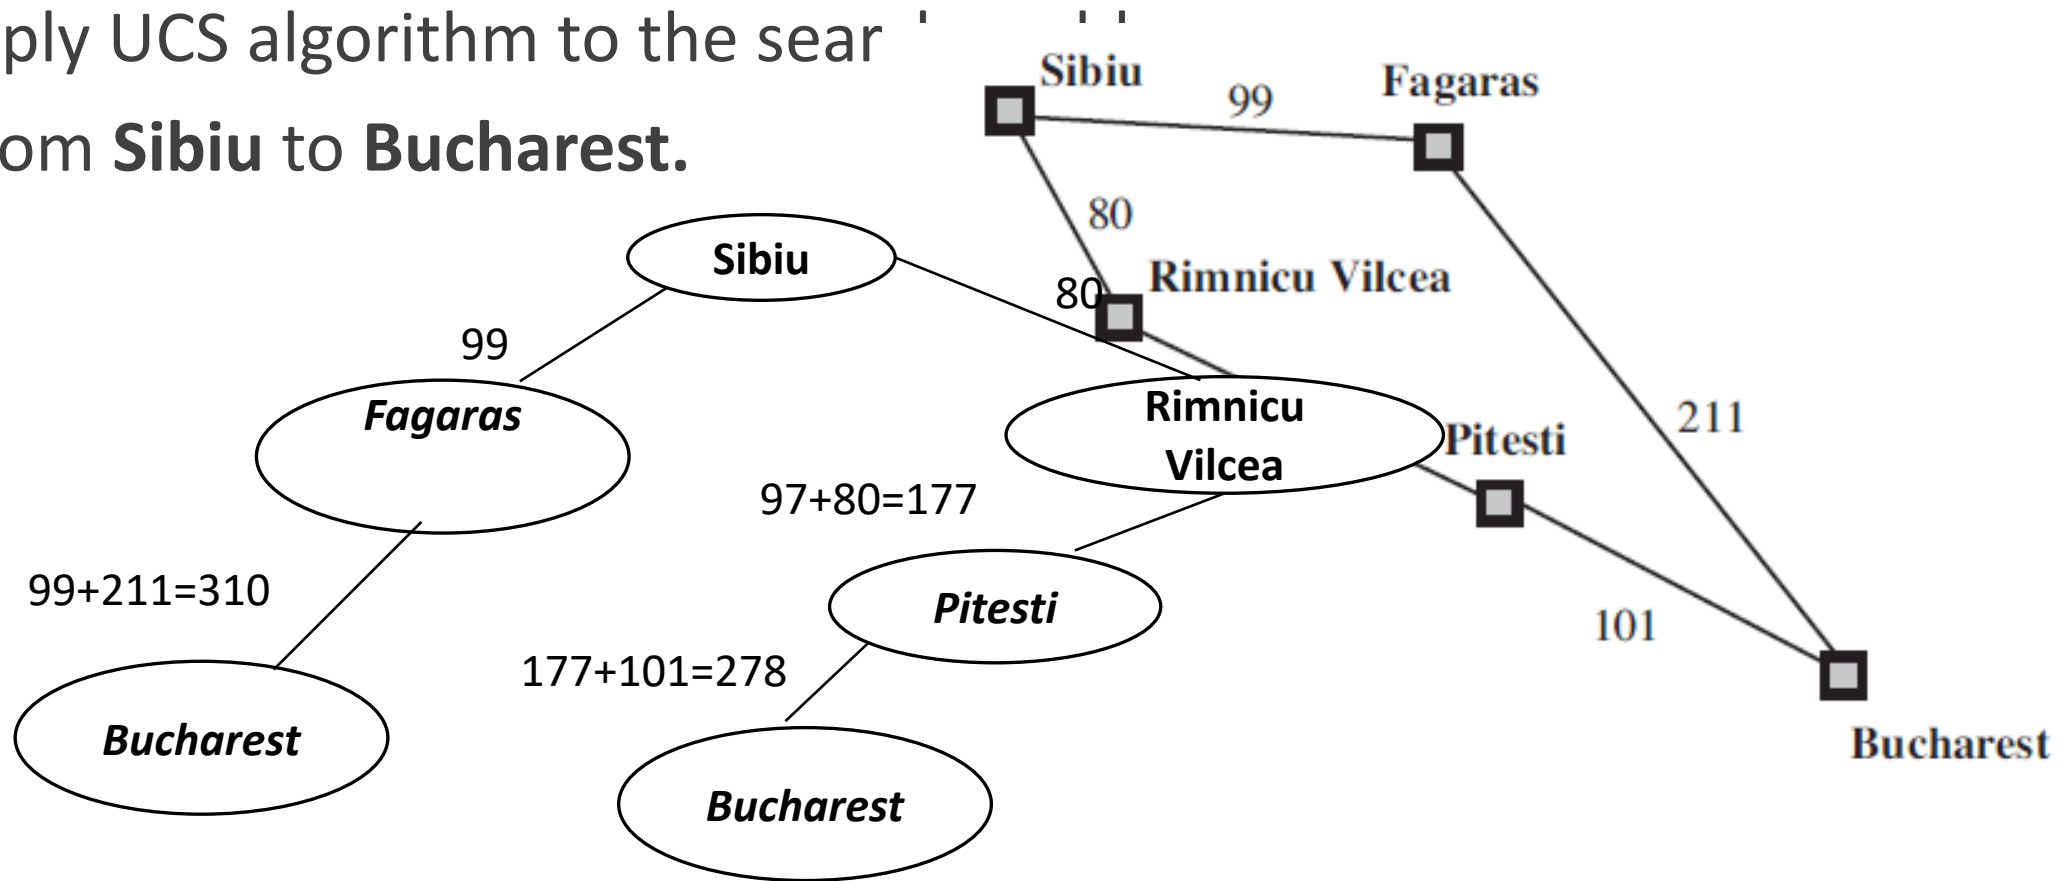 ply UCS algorithm to the sear
om Sibiu to Bucharest.
Sibiu
99
Fagaras
80
Rimnicu Vilcea
Pitesti
211
101
Bucharest
Sibiu
99
80
Fagaras
Rimnicu
Vilcea
97+80=177
99+211=310
Pitesti
177+101=278
Bucharest
Bucharest